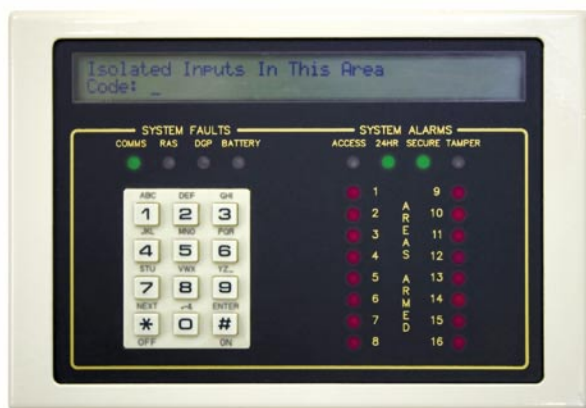 Isolated Inputs In This Area
Code: _
SYSTEM FAULTS
COMMS RAS DGP BATTERY
SYSTEM ALARMS
ACCESS 24HR SECURE TAMPER
ABC DEF GHI
1 2 3
JKL MNO PQR
4 5 6
STU VWX YZ_
7 8 9
NEXT ENTER
* 0 #
OFF ON
1 9
2 10
3 11
4 12
5 13
6 14
7 15
8 16
AREAS ARMED